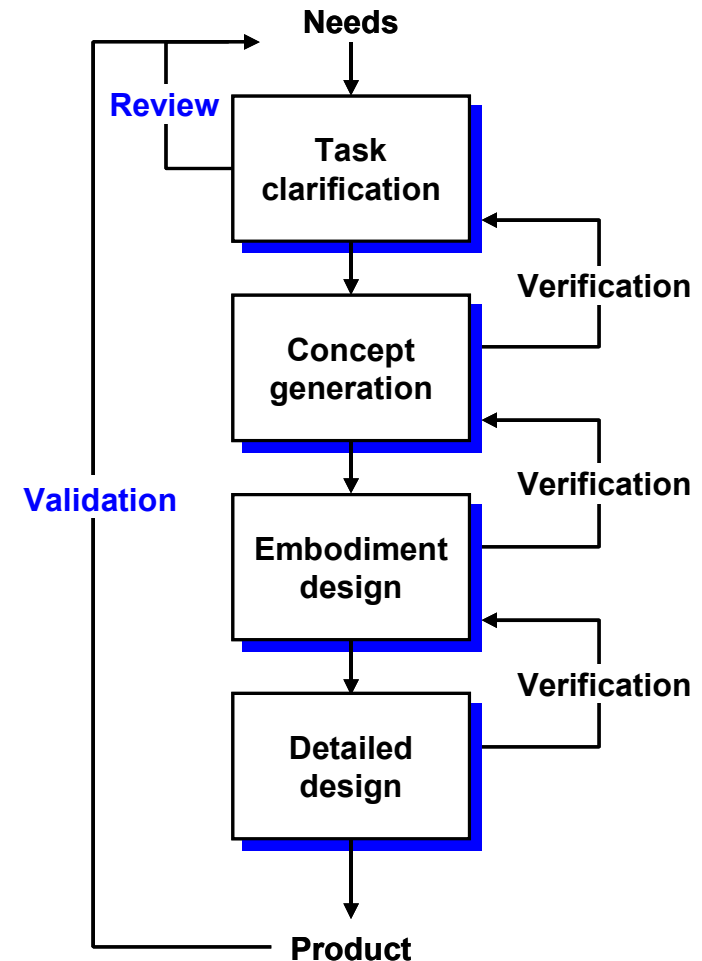 Needs
Review
Task
clarification
Verification
Concept
generation
Verification
Validation
Embodiment
design
Verification
Detailed
design
Product